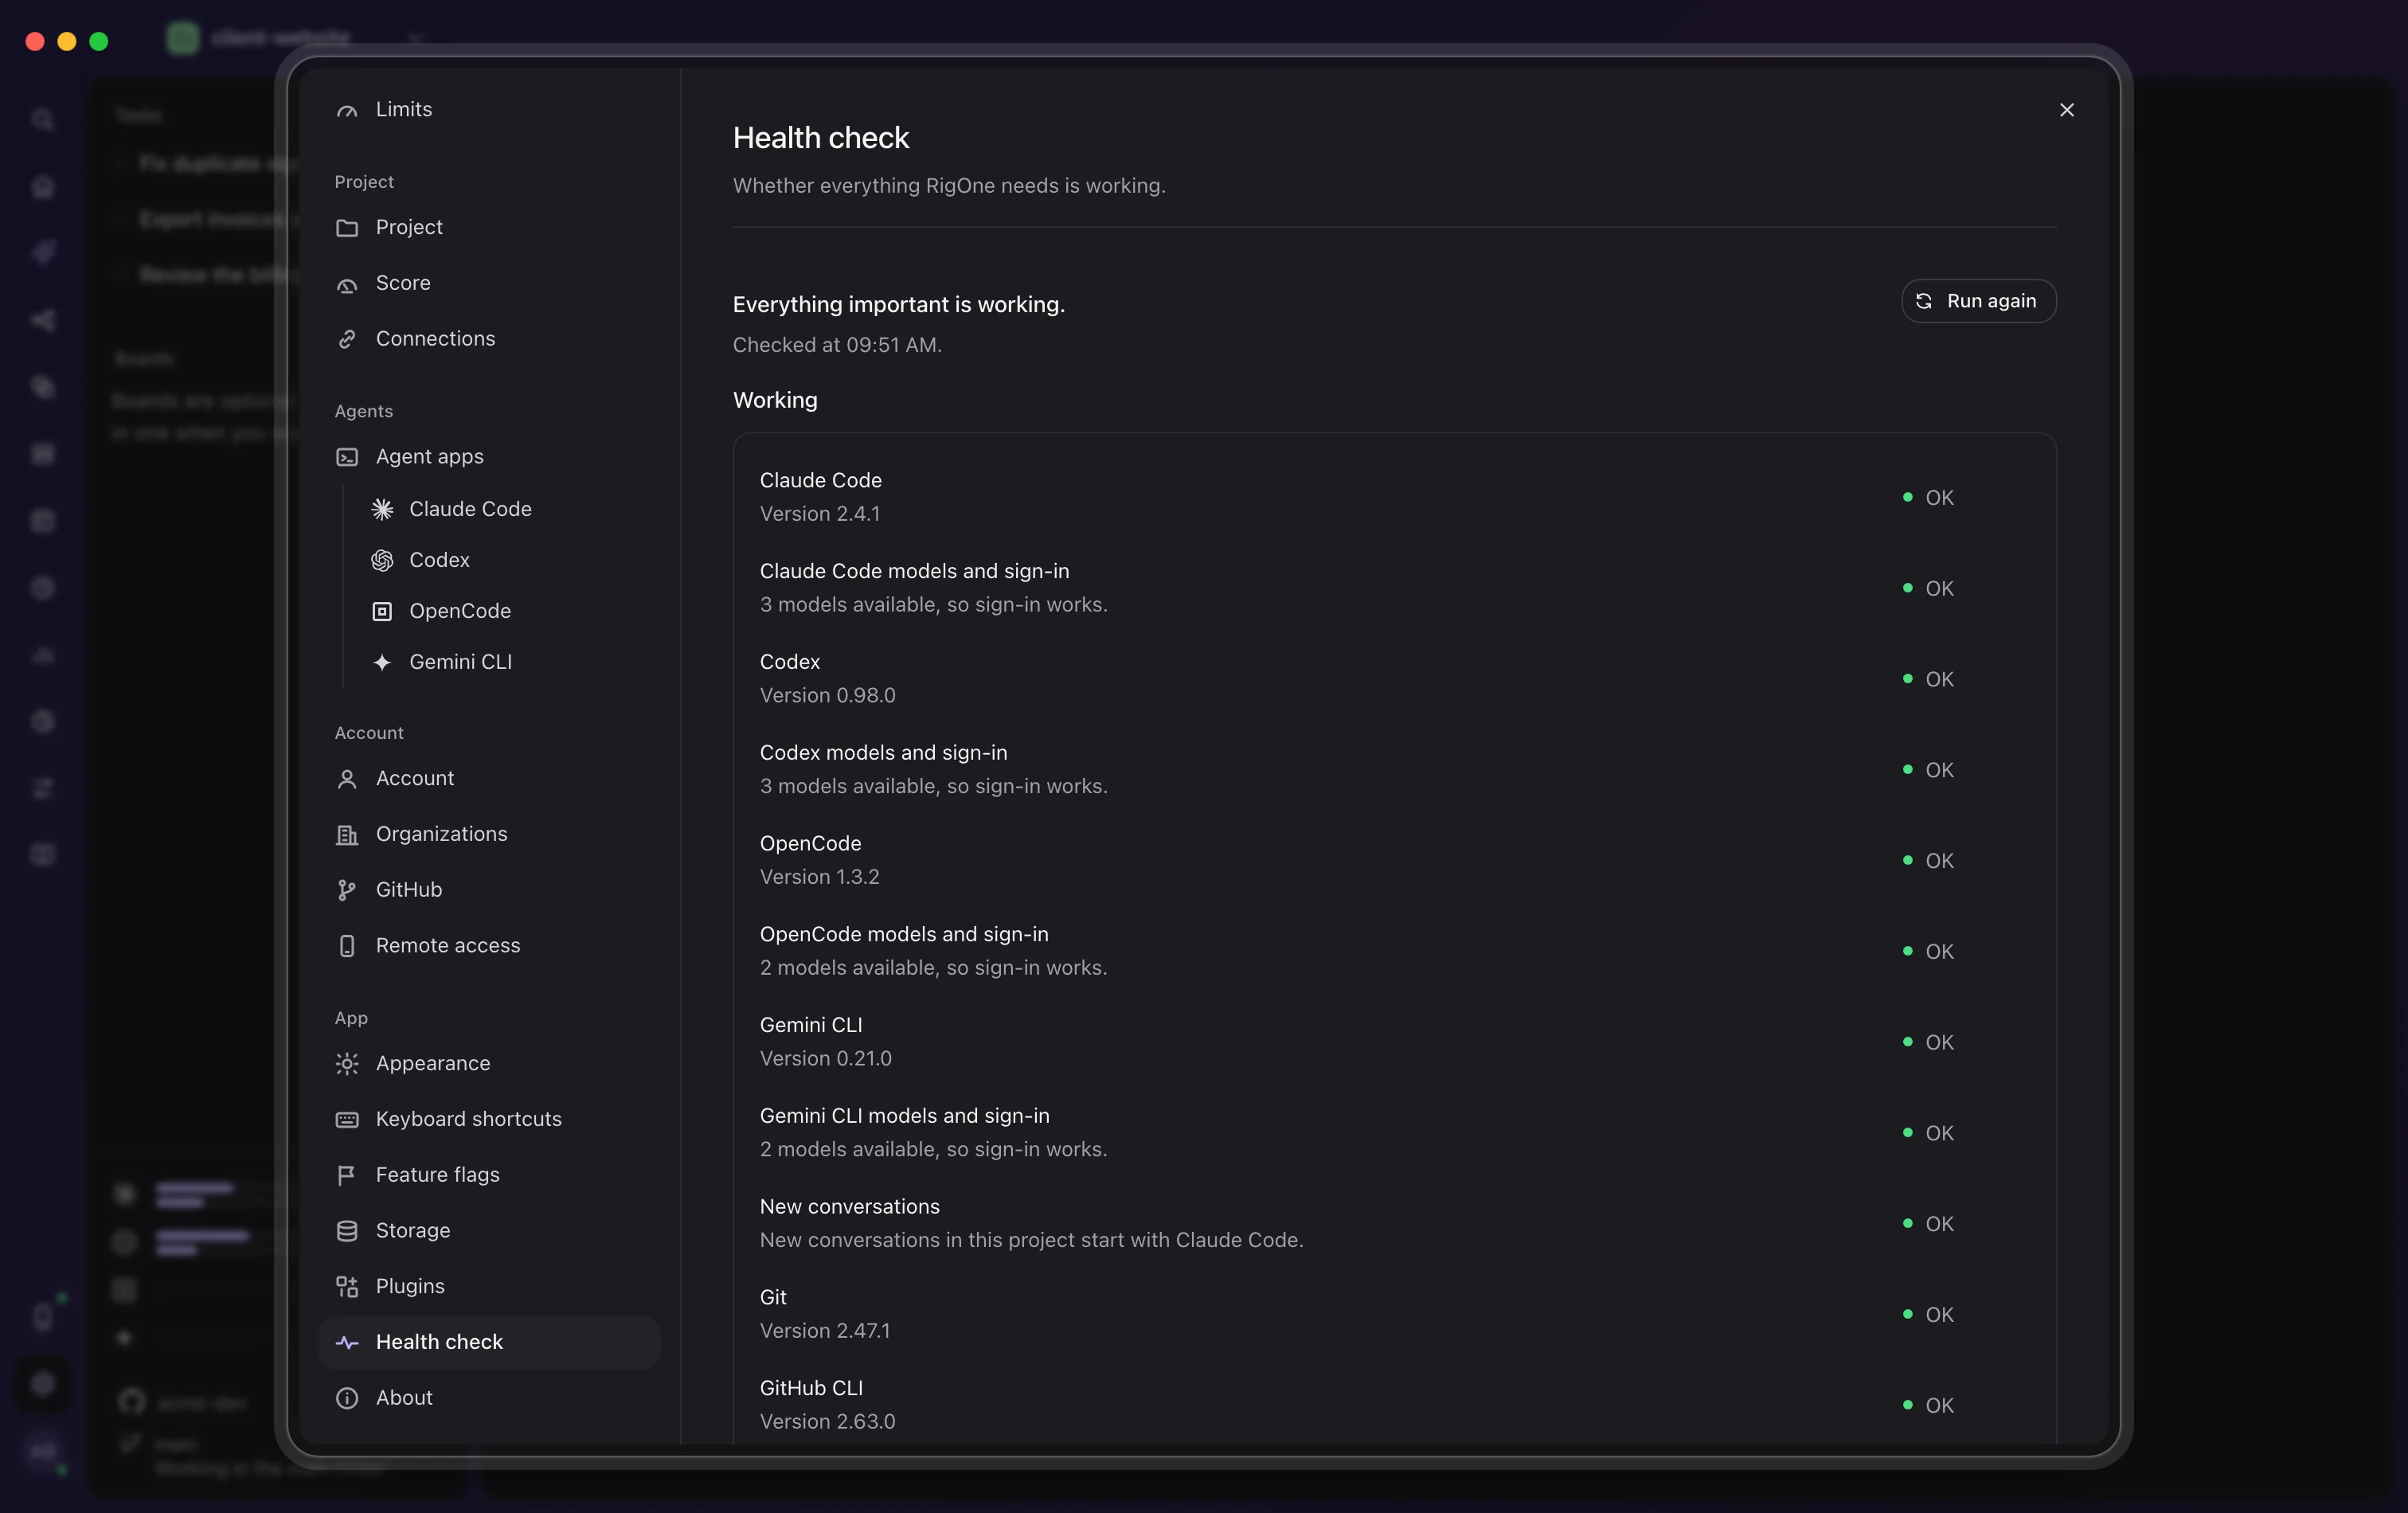 client-website
Tasks
Boards
acme-dev
main
Limits
Project
Project
Score
Connections
Agents
Agent apps
Claude Code
Codex
OpenCode
Gemini CLI
Account
Account
Organizations
GitHub
Remote access
App
Appearance
Keyboard shortcuts
Feature flags
Storage
Plugins
Health check
About
Health check
Whether everything RigOne needs is working.
Everything important is working.
Checked at 09:51 AM.
Run again
Working
Claude Code
Version 2.4.1
OK
Claude Code models and sign-in
3 models available, so sign-in works.
OK
Codex
Version 0.98.0
OK
Codex models and sign-in
3 models available, so sign-in works.
OK
OpenCode
Version 1.3.2
OK
OpenCode models and sign-in
2 models available, so sign-in works.
OK
Gemini CLI
Version 0.21.0
OK
Gemini CLI models and sign-in
2 models available, so sign-in works.
OK
New conversations
New conversations in this project start with Claude Code.
OK
Git
Version 2.47.1
OK
GitHub CLI
Version 2.63.0
OK